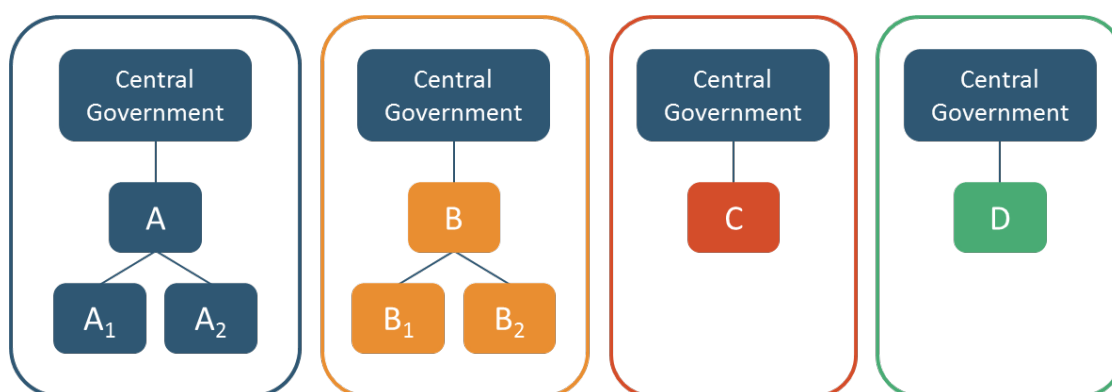 Central
Government
Central
Government
Central
Government
Central
Government
A
B
C
D
A₁
A₂
B₁
B₂